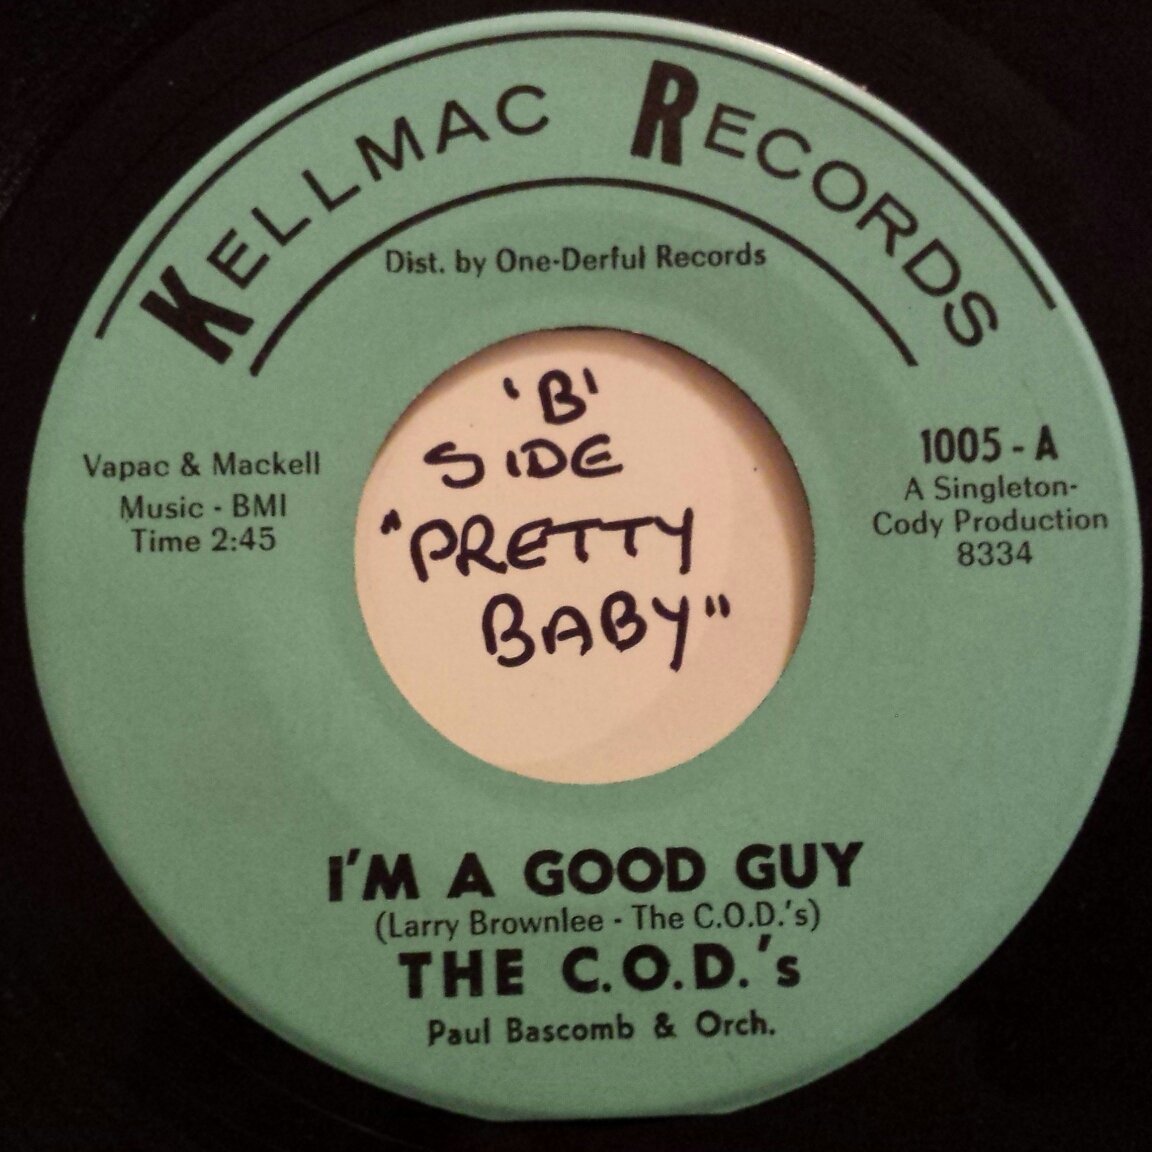 KELLMAC RECORDS
Dist. by One-Derful Records
'B'
SIDE
"PRETTY
BABY"
Vapac & Mackell
Music - BMI
Time 2:45
1005 - A
A Singleton-
Cody Production
8334
I'M A GOOD GUY
(Larry Brownlee - The C.O.D.'s)
THE C.O.D.'s
Paul Bascomb & Orch.